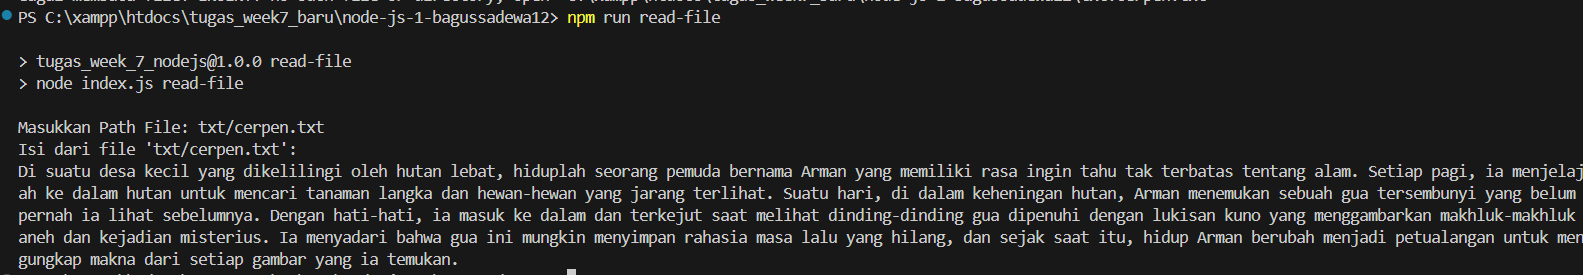 PS C:\xampp\htdocs\tugas_week7_baru\node-js-1-bagussadewa12> npm run read-file
> tugas_week_7_nodejs@1.0.0 read-file
> node index.js read-file
Masukkan Path File: txt/cerpen.txt
Isi dari file 'txt/cerpen.txt':
Di suatu desa kecil yang dikelilingi oleh hutan lebat, hiduplah seorang pemuda bernama Arman yang memiliki rasa ingin tahu tak terbatas tentang alam. Setiap pagi, ia menjelaj
ah ke dalam hutan untuk mencari tanaman langka dan hewan-hewan yang jarang terlihat. Suatu hari, di dalam keheningan hutan, Arman menemukan sebuah gua tersembunyi yang belum
pernah ia lihat sebelumnya. Dengan hati-hati, ia masuk ke dalam dan terkejut saat melihat dinding-dinding gua dipenuhi dengan lukisan kuno yang menggambarkan makhluk-makhluk
aneh dan kejadian misterius. Ia menyadari bahwa gua ini mungkin menyimpan rahasia masa lalu yang hilang, dan sejak saat itu, hidup Arman berubah menjadi petualangan untuk men
gungkap makna dari setiap gambar yang ia temukan.